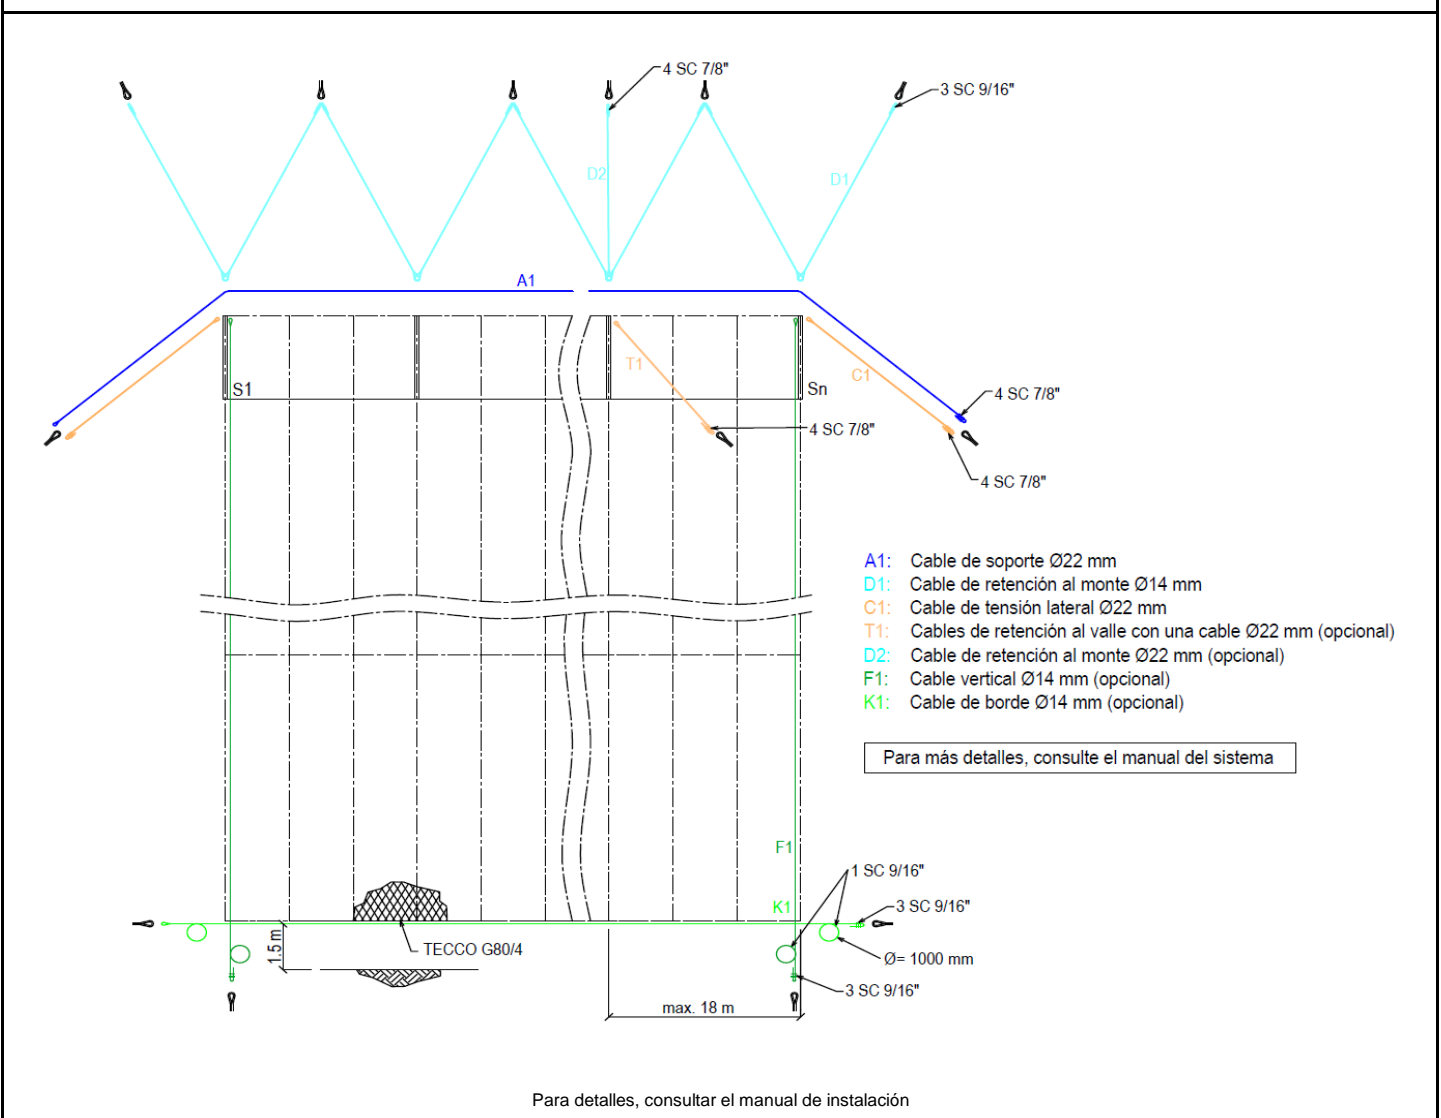 4 SC 7/8"
3 SC 9/16"
D2
D1
A1
T1
C1
S1
Sn
4 SC 7/8"
4 SC 7/8"
4 SC 7/8"
A1: Cable de soporte Ø22 mm
D1: Cable de retención al monte Ø14 mm
C1: Cable de tensión lateral Ø22 mm
T1: Cables de retención al valle con una cable Ø22 mm (opcional)
D2: Cable de retención al monte Ø22 mm (opcional)
F1: Cable vertical Ø14 mm (opcional)
K1: Cable de borde Ø14 mm (opcional)
Para más detalles, consulte el manual del sistema
F1
1 SC 9/16"
K1
3 SC 9/16"
1.5 m
TECCO G80/4
Ø= 1000 mm
3 SC 9/16"
max. 18 m
Para detalles, consultar el manual de instalación